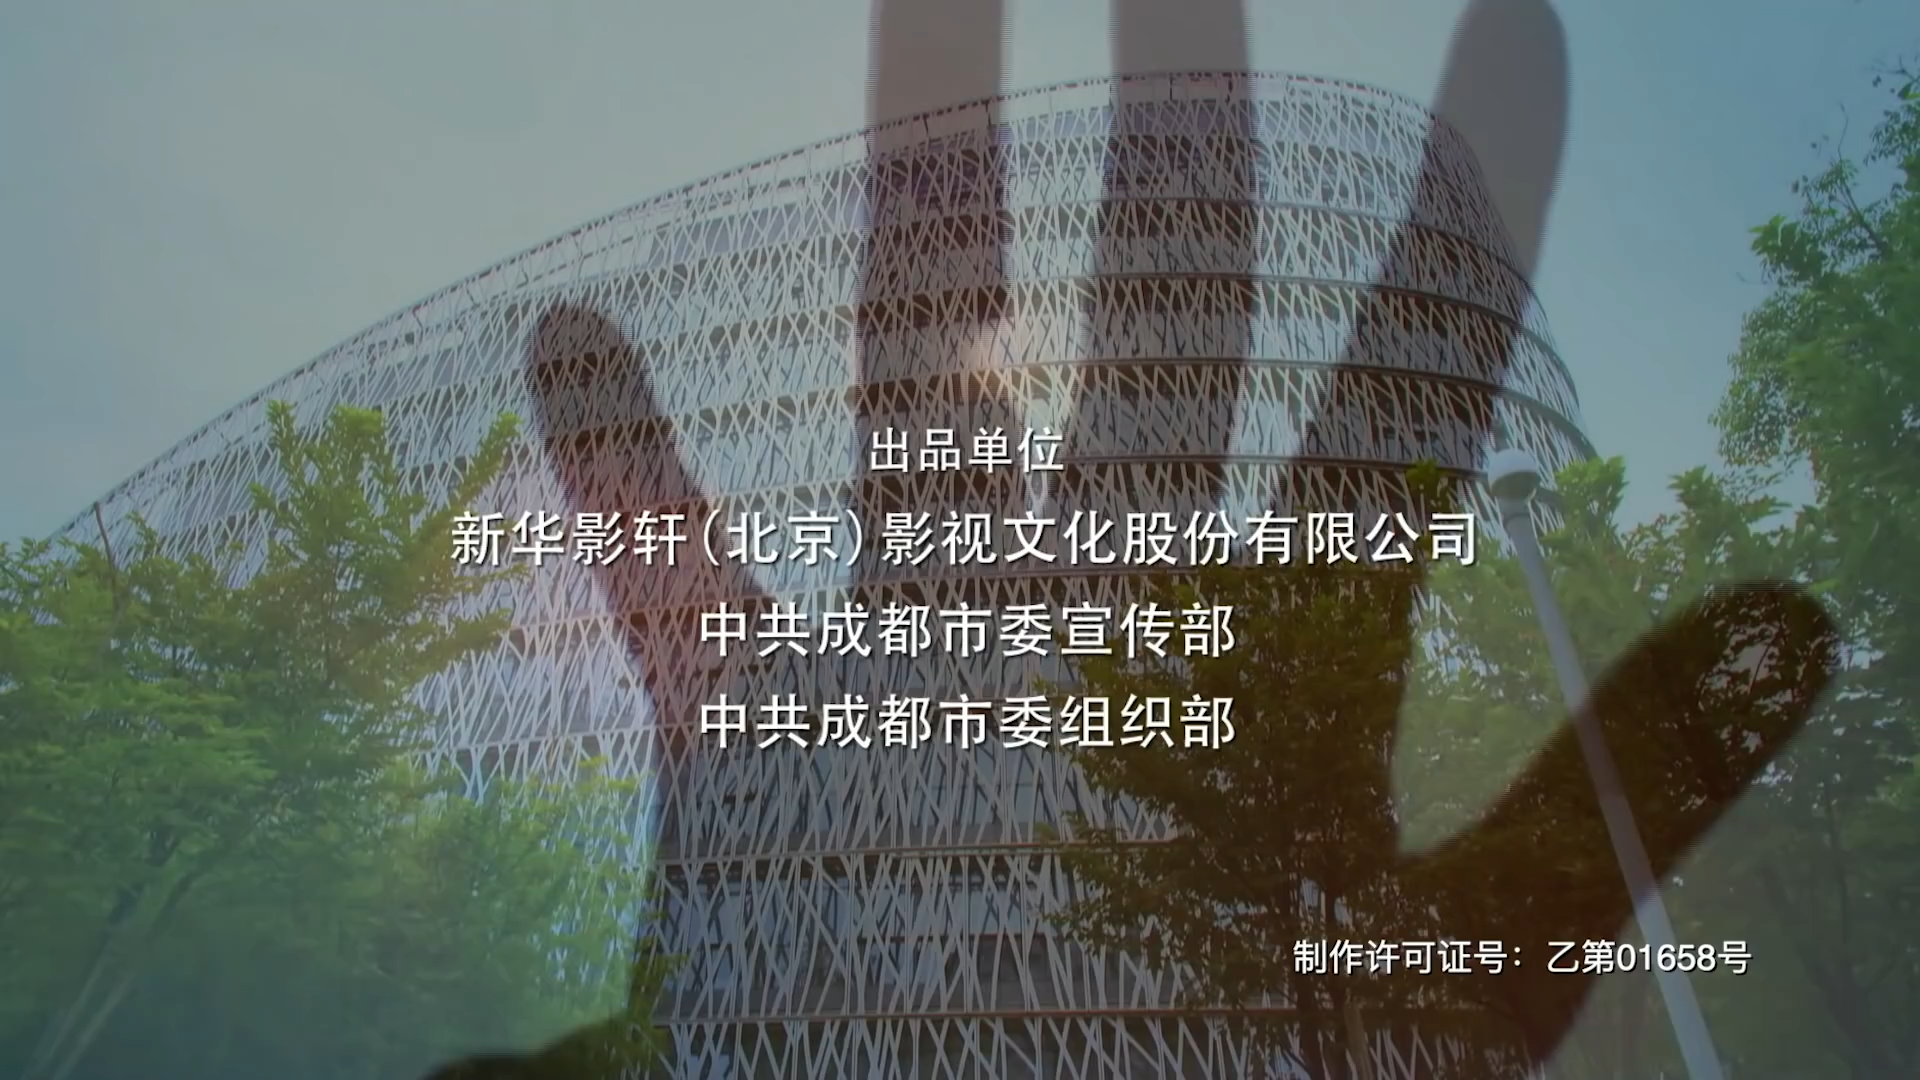 出品单位
新华影轩(北京)影视文化股份有限公司
中共成都市委宣传部
中共成都市委组织部
制作许可证号：乙第01658号